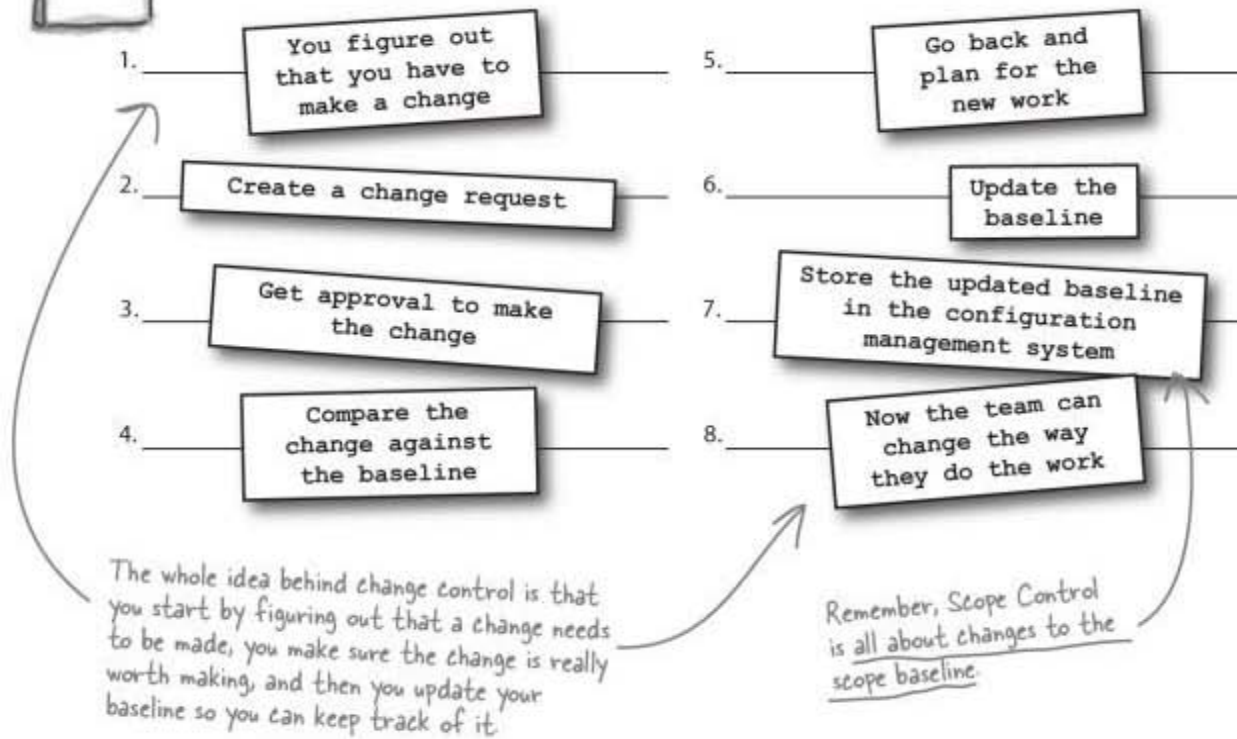 1. You figure out
that you have to
make a change
2. Create a change request
3. Get approval to make
the change
4. Compare the
change against
the baseline
5. Go back and
plan for the
new work
6. Update the
baseline
7. Store the updated baseline
in the configuration
management system
8. Now the team can
change the way
they do the work
The whole idea behind change control is that
you start by figuring out that a change needs
to be made, you make sure the change is really
worth making, and then you update your
baseline so you can keep track of it.
Remember, Scope Control
is all about changes to the
scope baseline.